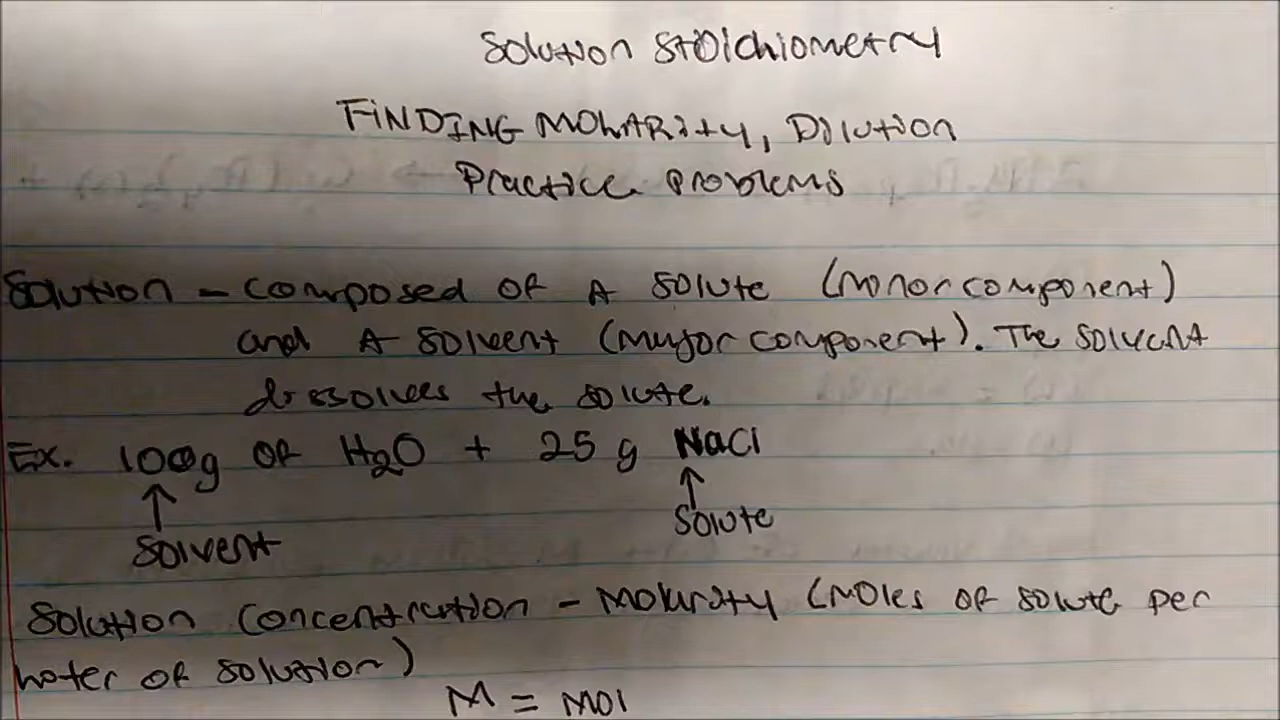 Solution Stoichiometry
FINDING MOLARity, Dilution
Practice Problems
Solution - composed of A solute (minor component)
and A solvent (major component). The solvent
dissolves the solute.
Ex. 100g of H₂O + 25 g NaCl
↑ ↑
Solvent Solute
Solution Concentration - Molarity (Moles of solute per
liter of solution)
M = mol